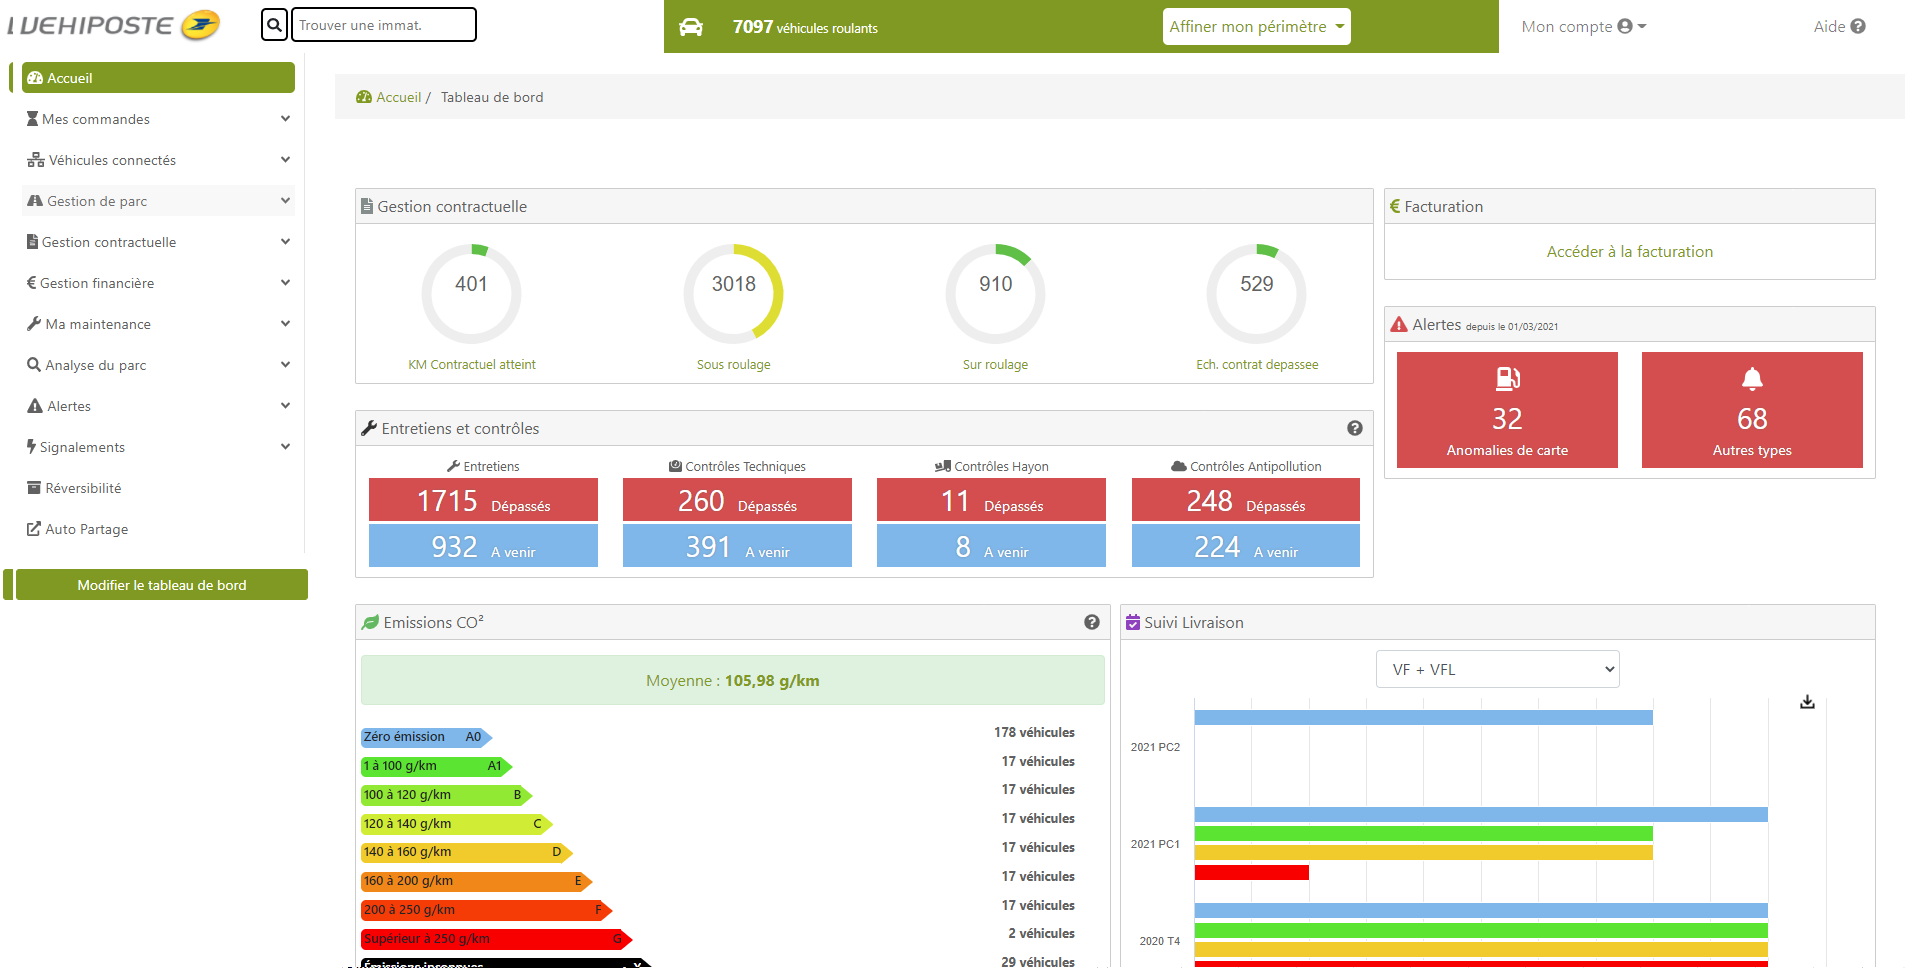 VEHIPOSTE
Trouver une immat.
7097 véhicules roulants
Affiner mon périmètre
Mon compte
Aide
Accueil
Mes commandes
Véhicules connectés
Gestion de parc
Gestion contractuelle
Gestion financière
Ma maintenance
Analyse du parc
Alertes
Signalements
Réversibilité
Auto Partage
Modifier le tableau de bord
Accueil / Tableau de bord
Gestion contractuelle
401
3018
910
529
KM Contractuel atteint
Sous roulage
Sur roulage
Ech. contrat depassee
Facturation
Accéder à la facturation
Alertes depuis le 01/03/2021
32
Anomalies de carte
68
Autres types
Entretiens et contrôles
Entretiens
1715 Dépassés
932 A venir
Contrôles Techniques
260 Dépassés
391 A venir
Contrôles Hayon
11 Dépassés
8 A venir
Contrôles Antipollution
248 Dépassés
224 A venir
Emissions CO²
Moyenne : 105,98 g/km
Zéro émission A0 178 véhicules
1 à 100 g/km A1 17 véhicules
100 à 120 g/km B 17 véhicules
120 à 140 g/km C 17 véhicules
140 à 160 g/km D 17 véhicules
160 à 200 g/km E 17 véhicules
200 à 250 g/km F 17 véhicules
Supérieur à 250 g/km G 2 véhicules
Émissions inconnues X 29 véhicules
Suivi Livraison
VF + VFL
2021 PC2
2021 PC1
2020 T4